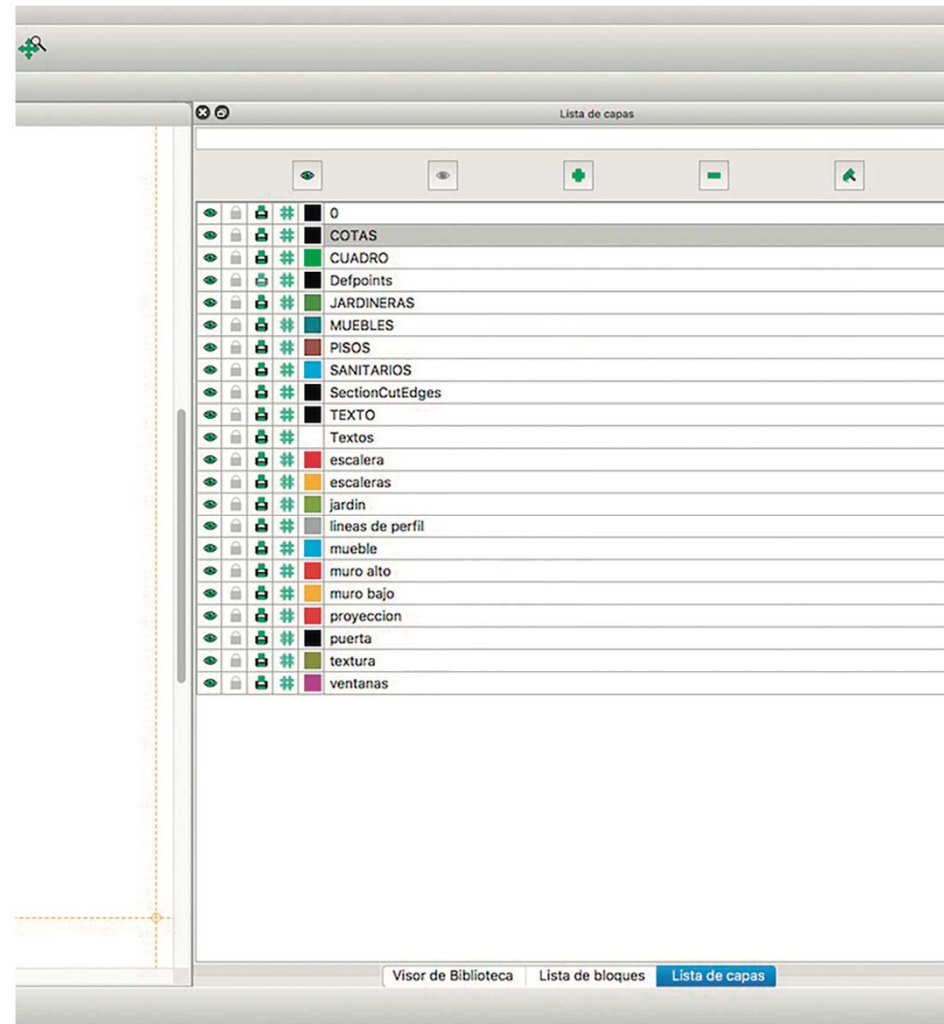 Lista de capas
0
COTAS
CUADRO
Defpoints
JARDINERAS
MUEBLES
PISOS
SANITARIOS
SectionCutEdges
TEXTO
Textos
escalera
escaleras
jardin
lineas de perfil
mueble
muro alto
muro bajo
proyeccion
puerta
textura
ventanas
Visor de Biblioteca Lista de bloques Lista de capas